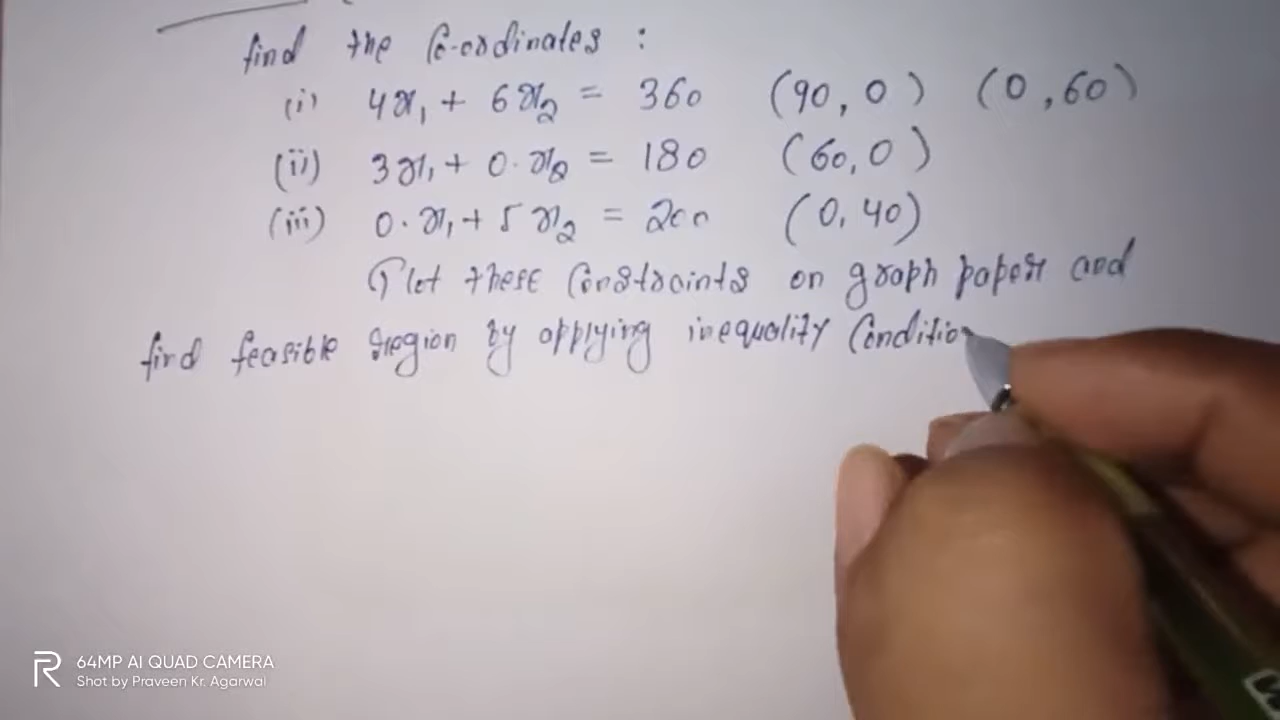 find the Co-ordinates :
(i) 4x₁ + 6x₂ = 360 (90, 0) (0, 60)
(ii) 3x₁ + 0.x₂ = 180 (60, 0)
(iii) 0.x₁ + 5x₂ = 200 (0, 40)
Plot these Constraints on graph paper and
find feasible region by applying inequality Condition
64MP AI QUAD CAMERA
Shot by Praveen Kr. Agarwal